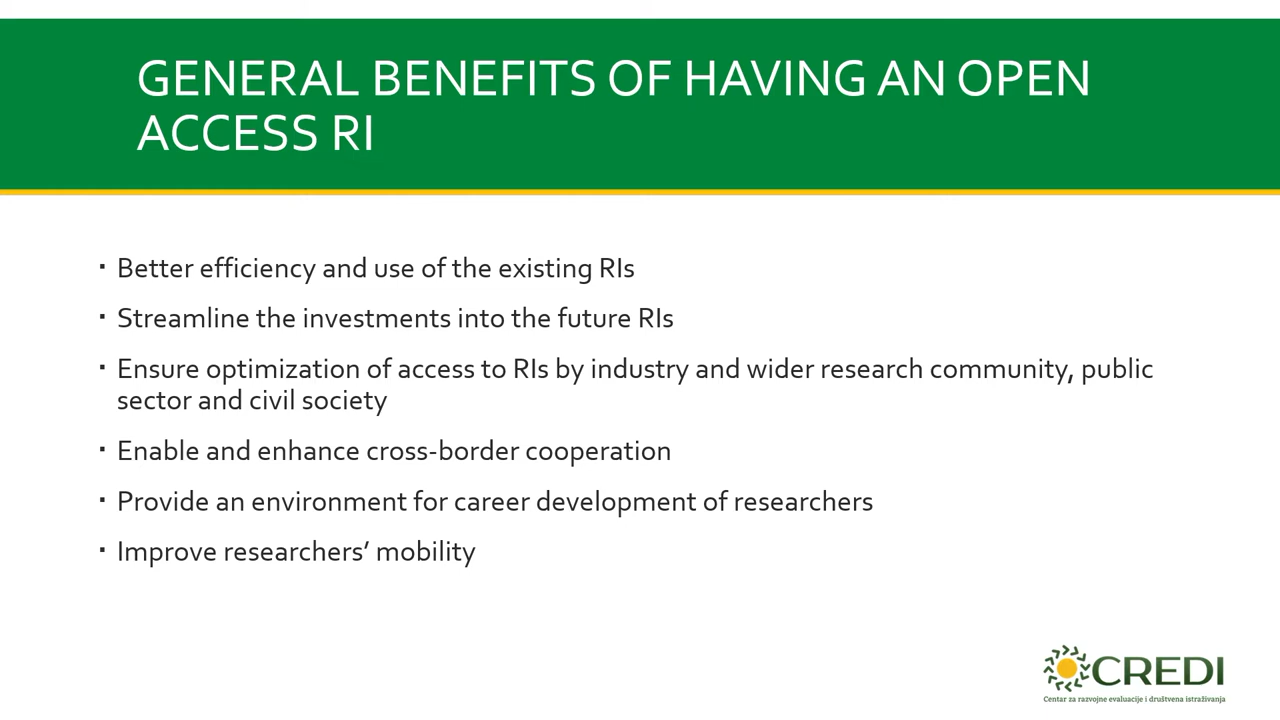 GENERAL BENEFITS OF HAVING AN OPEN
ACCESS RI
▪ Better efficiency and use of the existing RIs
▪ Streamline the investments into the future RIs
▪ Ensure optimization of access to RIs by industry and wider research community, public
sector and civil society
▪ Enable and enhance cross-border cooperation
▪ Provide an environment for career development of researchers
▪ Improve researchers’ mobility
CREDI
Centar za razvojne evaluacije i društvena istraživanja